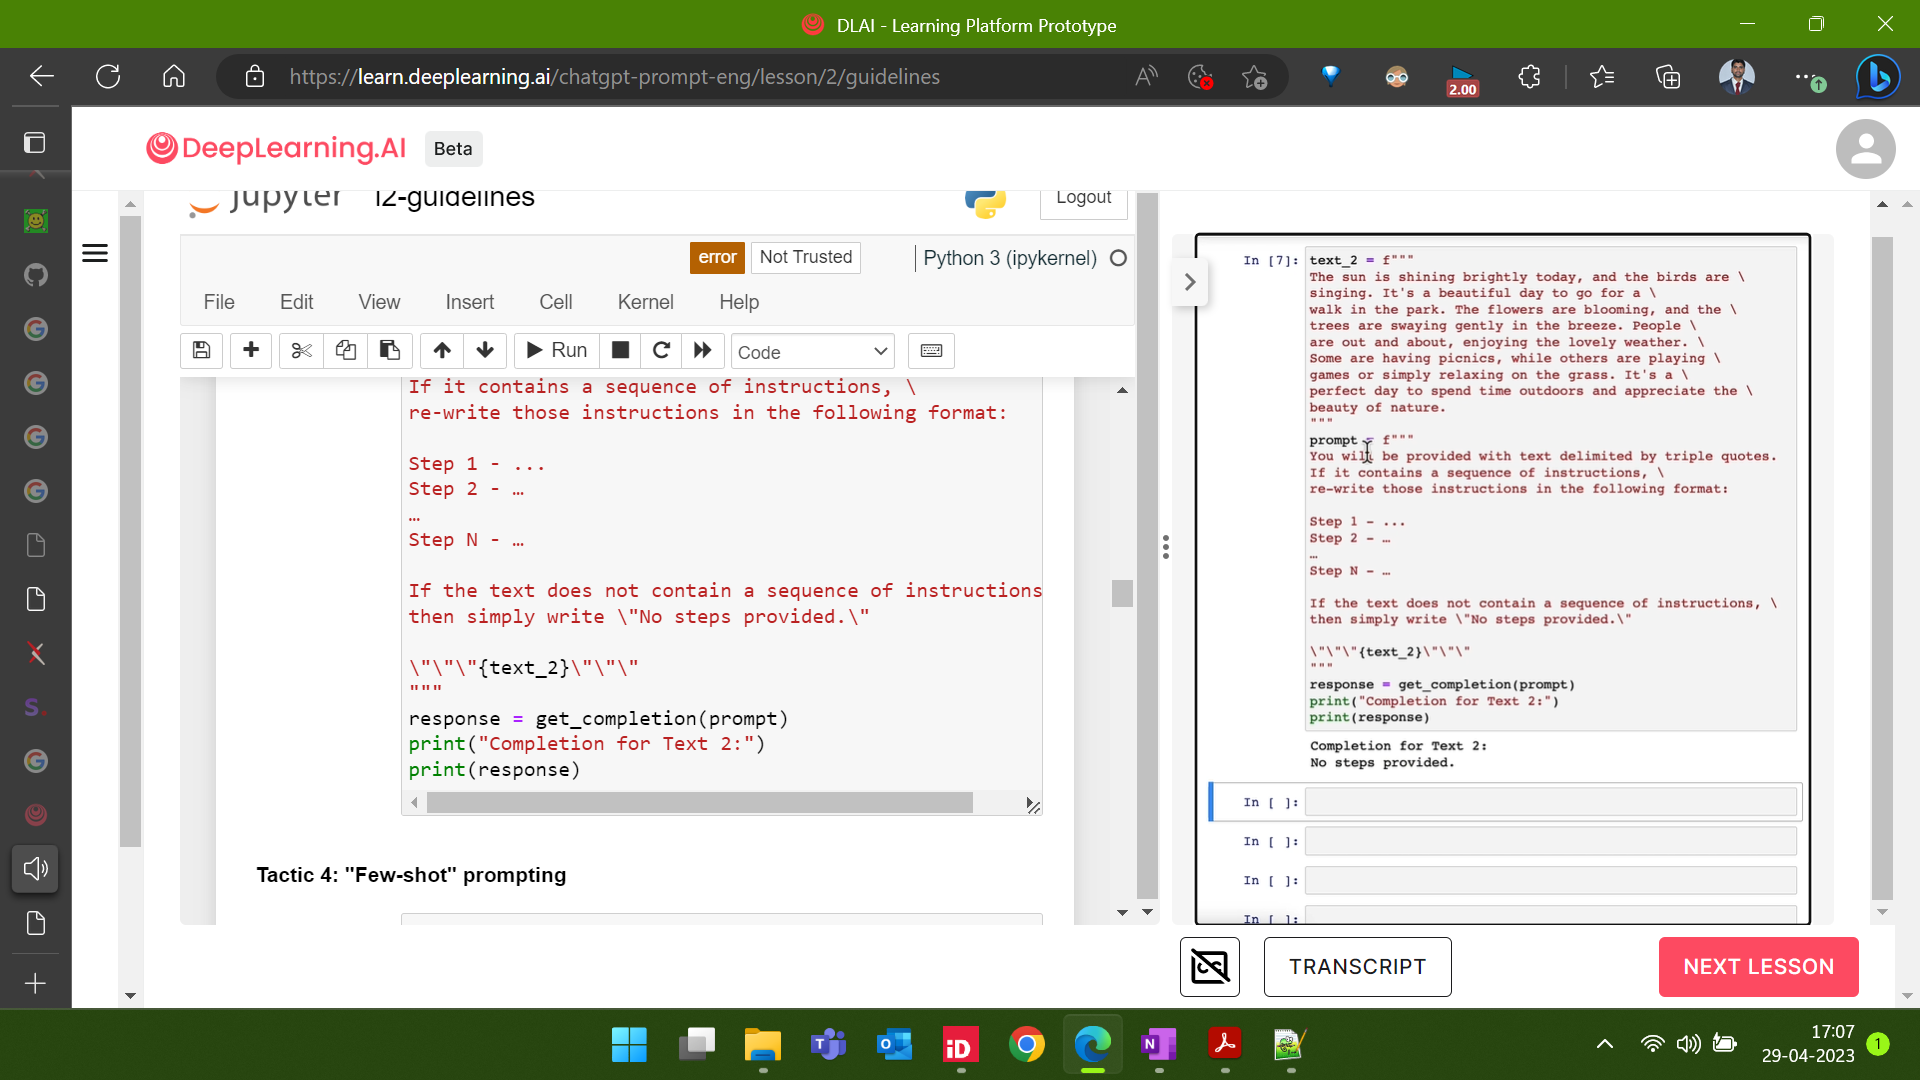 DLAI - Learning Platform Prototype
https://learn.deeplearning.ai/chatgpt-prompt-eng/lesson/2/guidelines
2.00
DeepLearning.AI Beta
jupyter l2-guidelines
Logout
error Not Trusted Python 3 (ipykernel)
File Edit View Insert Cell Kernel Help
Run Code
If it contains a sequence of instructions, \
re-write those instructions in the following format:
Step 1 - ...
Step 2 - …
…
Step N - …
If the text does not contain a sequence of instructions
then simply write \"No steps provided.\"
\"\"\"{text_2}\"\"\"
"""
response = get_completion(prompt)
print("Completion for Text 2:")
print(response)
Tactic 4: "Few-shot" prompting
In [7]: text_2 = f"""
The sun is shining brightly today, and the birds are \
singing. It's a beautiful day to go for a \
walk in the park. The flowers are blooming, and the \
trees are swaying gently in the breeze. People \
are out and about, enjoying the lovely weather. \
Some are having picnics, while others are playing \
games or simply relaxing on the grass. It's a \
perfect day to spend time outdoors and appreciate the \
beauty of nature.
"""
prompt = f"""
You will be provided with text delimited by triple quotes.
If it contains a sequence of instructions, \
re-write those instructions in the following format:
Step 1 - ...
Step 2 - …
…
Step N - …
If the text does not contain a sequence of instructions, \
then simply write \"No steps provided.\"
\"\"\"{text_2}\"\"\"
"""
response = get_completion(prompt)
print("Completion for Text 2:")
print(response)
Completion for Text 2:
No steps provided.
In [ ]:
In [ ]:
In [ ]:
In [ ]:
TRANSCRIPT
NEXT LESSON
17:07
29-04-2023
1